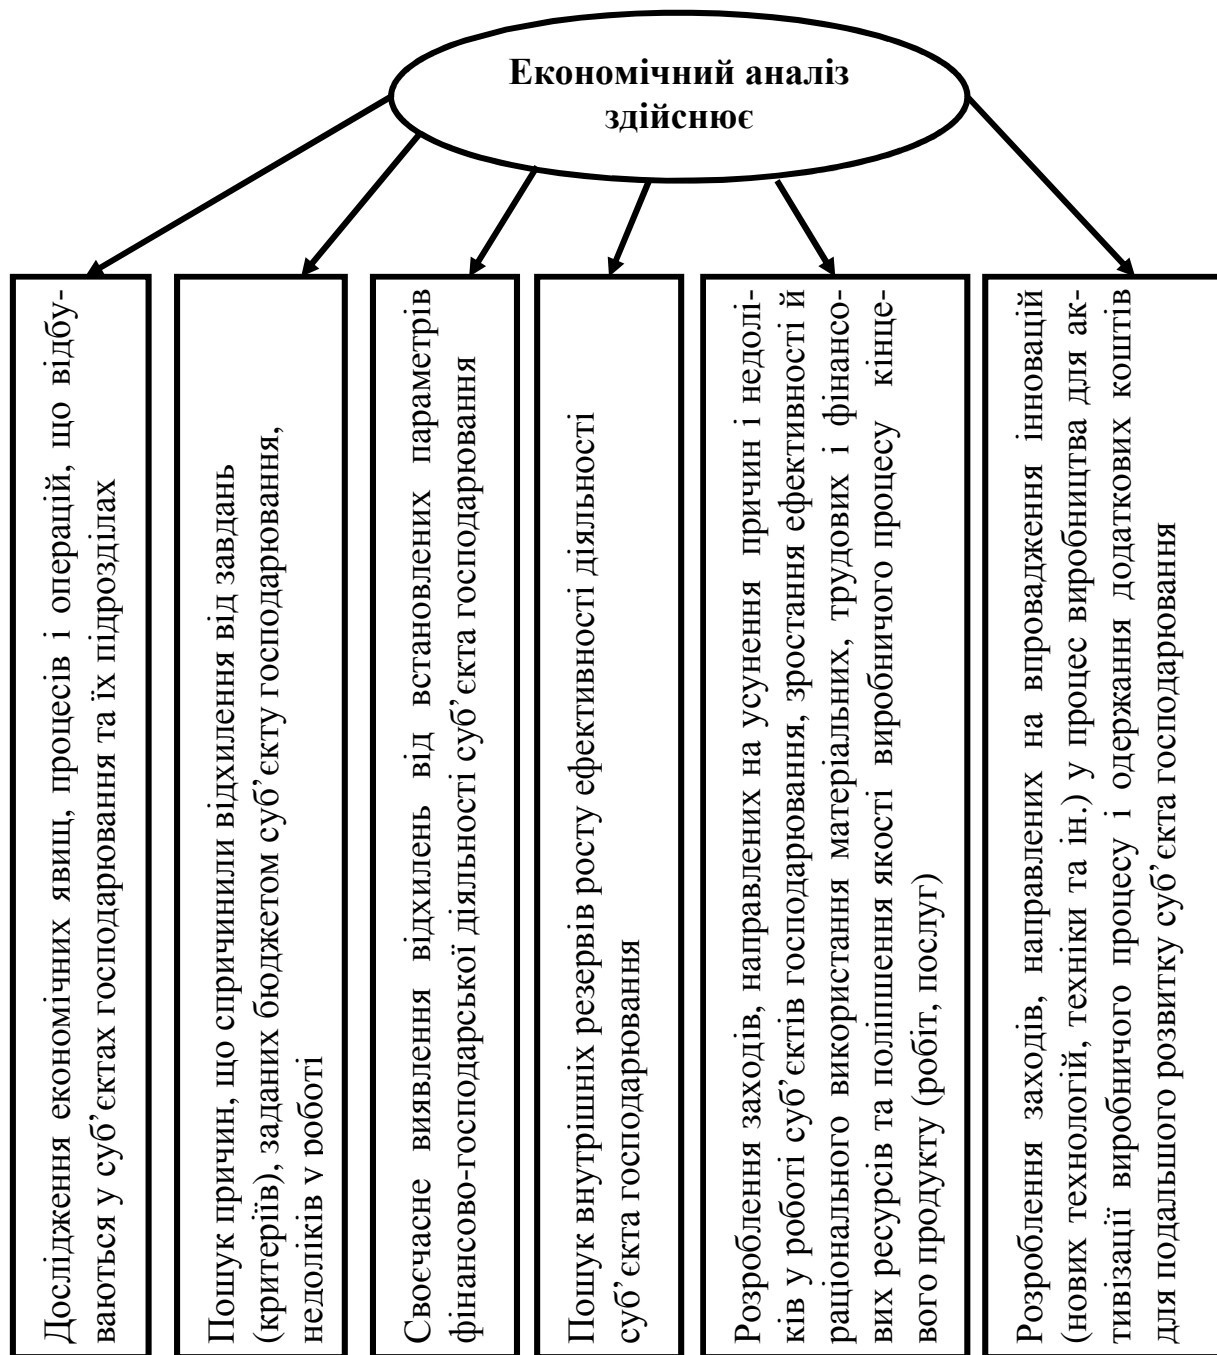 Економічний аналіз
здійснює
Дослідження економічних явищ, процесів і операцій, що відбу-
ваються у суб’єктах господарювання та їх підрозділах
Пошук причин, що спричинили відхилення від завдань
(критеріїв), заданих бюджетом суб’єкту господарювання,
недоліків у роботі
Своєчасне виявлення відхилень від встановлених параметрів
фінансово-господарської діяльності суб’єкта господарювання
Пошук внутрішніх резервів росту ефективності діяльності
суб’єкта господарювання
Розроблення заходів, направлених на усунення причин і недолі-
ків у роботі суб’єктів господарювання, зростання ефективності й
раціонального використання матеріальних, трудових і фінансо-
вих ресурсів та поліпшення якості виробничого процесу кінце-
вого продукту (робіт, послуг)
Розроблення заходів, направлених на впровадження інновацій
(нових технологій, техніки та ін.) у процес виробництва для ак-
тивізації виробничого процесу і одержання додаткових коштів
для подальшого розвитку суб’єкта господарювання